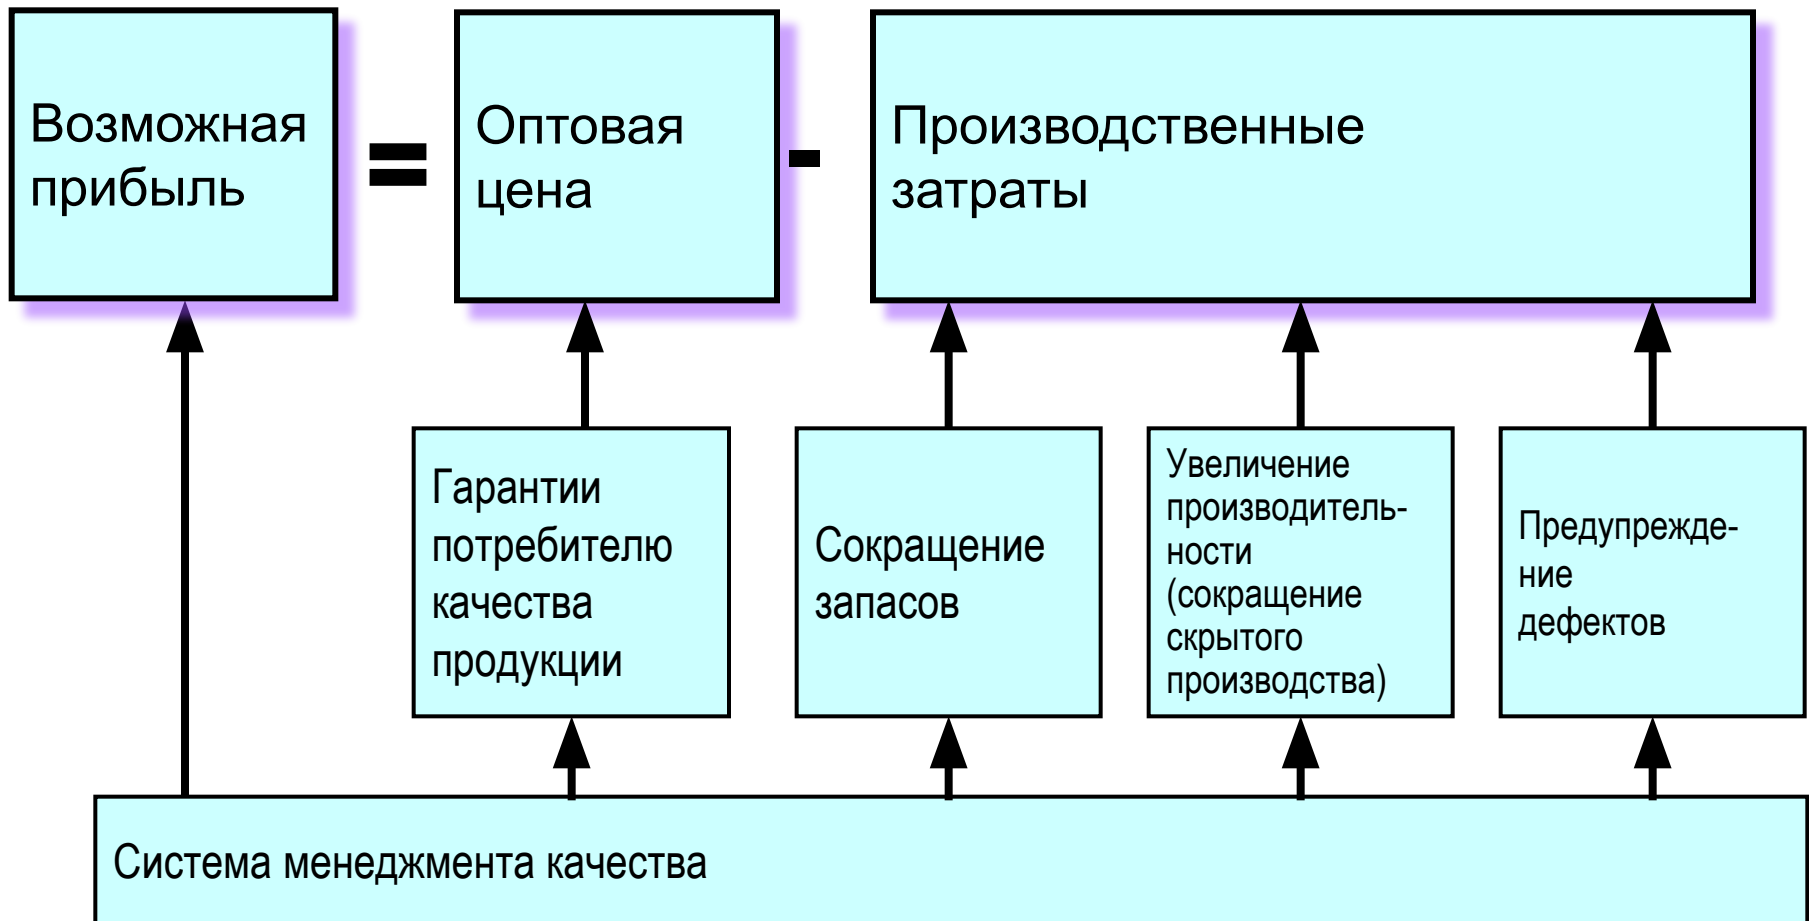 Возможная
прибыль
=
Оптовая
цена
-
Производственные
затраты
Гарантии
потребителю
качества
продукции
Сокращение
запасов
Увеличение
производитель-
ности
(сокращение
скрытого
производства)
Предупрежде-
ние
дефектов
Система менеджмента качества